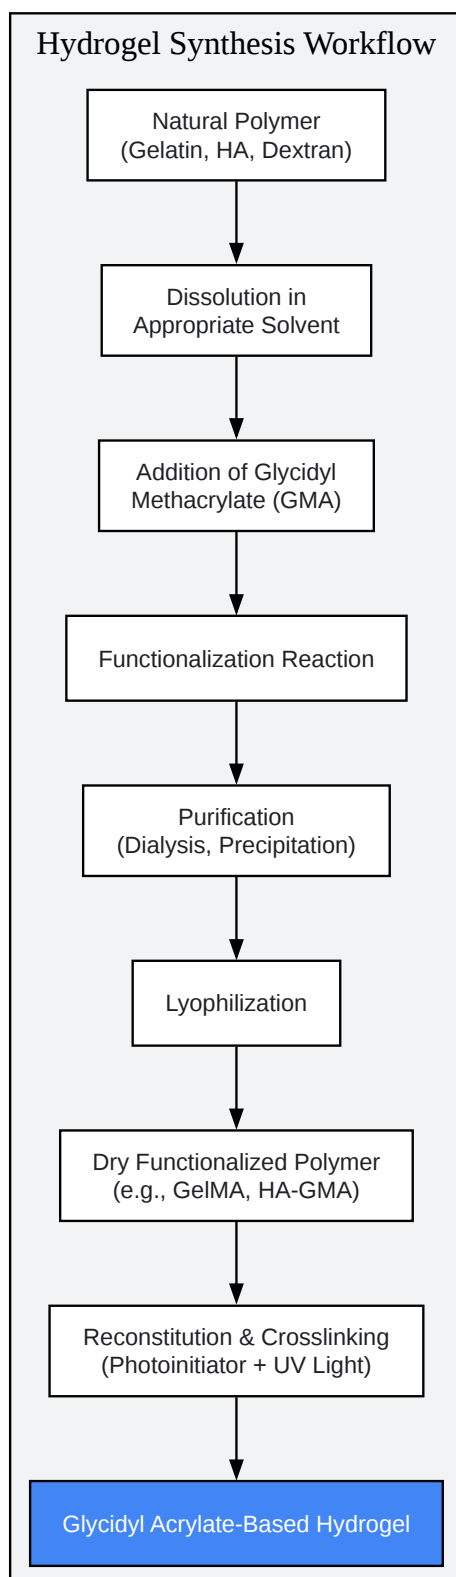 Hydrogel Synthesis Workflow
Natural Polymer
(Gelatin, HA, Dextran)
Dissolution in
Appropriate Solvent
Addition of Glycidyl
Methacrylate (GMA)
Functionalization Reaction
Purification
(Dialysis, Precipitation)
Lyophilization
Dry Functionalized Polymer
(e.g., GelMA, HA-GMA)
Reconstitution & Crosslinking
(Photoinitiator + UV Light)
Glycidyl Acrylate-Based Hydrogel